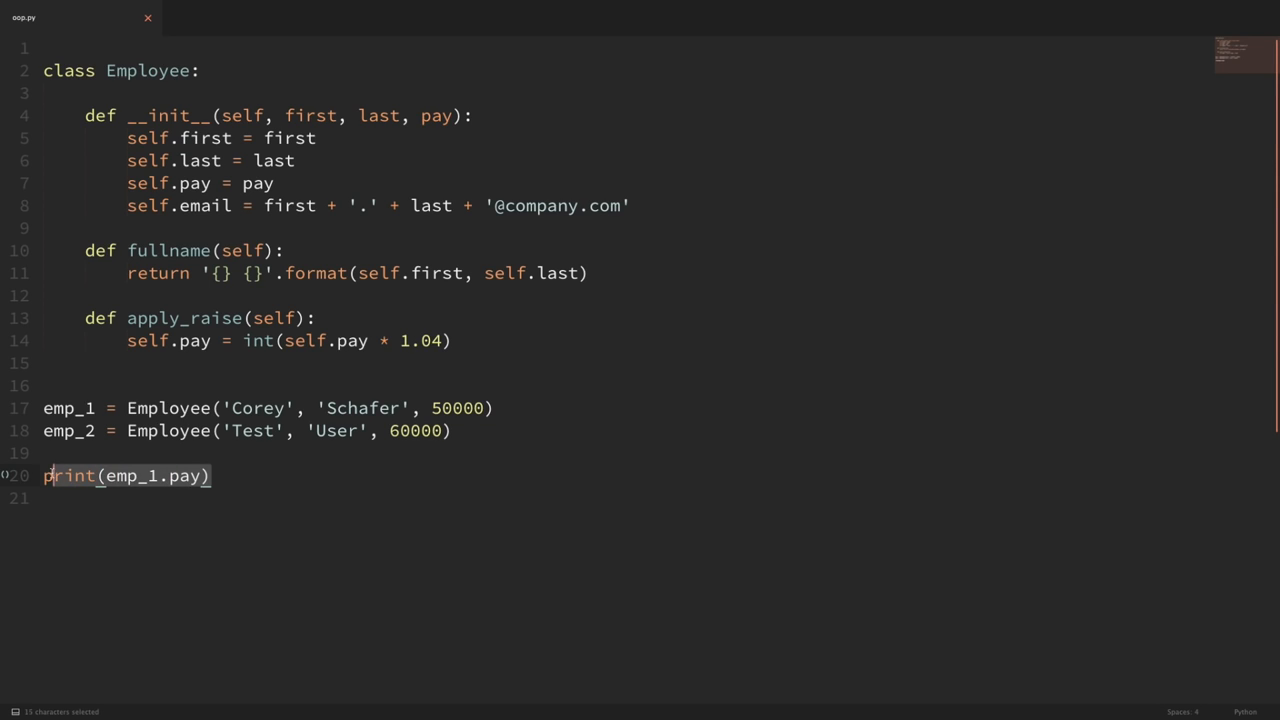 oop.py
1
2 class Employee:
3
4 def __init__(self, first, last, pay):
5 self.first = first
6 self.last = last
7 self.pay = pay
8 self.email = first + '.' + last + '@company.com'
9
10 def fullname(self):
11 return '{} {}'.format(self.first, self.last)
12
13 def apply_raise(self):
14 self.pay = int(self.pay * 1.04)
15
16
17 emp_1 = Employee('Corey', 'Schafer', 50000)
18 emp_2 = Employee('Test', 'User', 60000)
19
()20 print(emp_1.pay)
21
15 characters selected Spaces: 4 Python